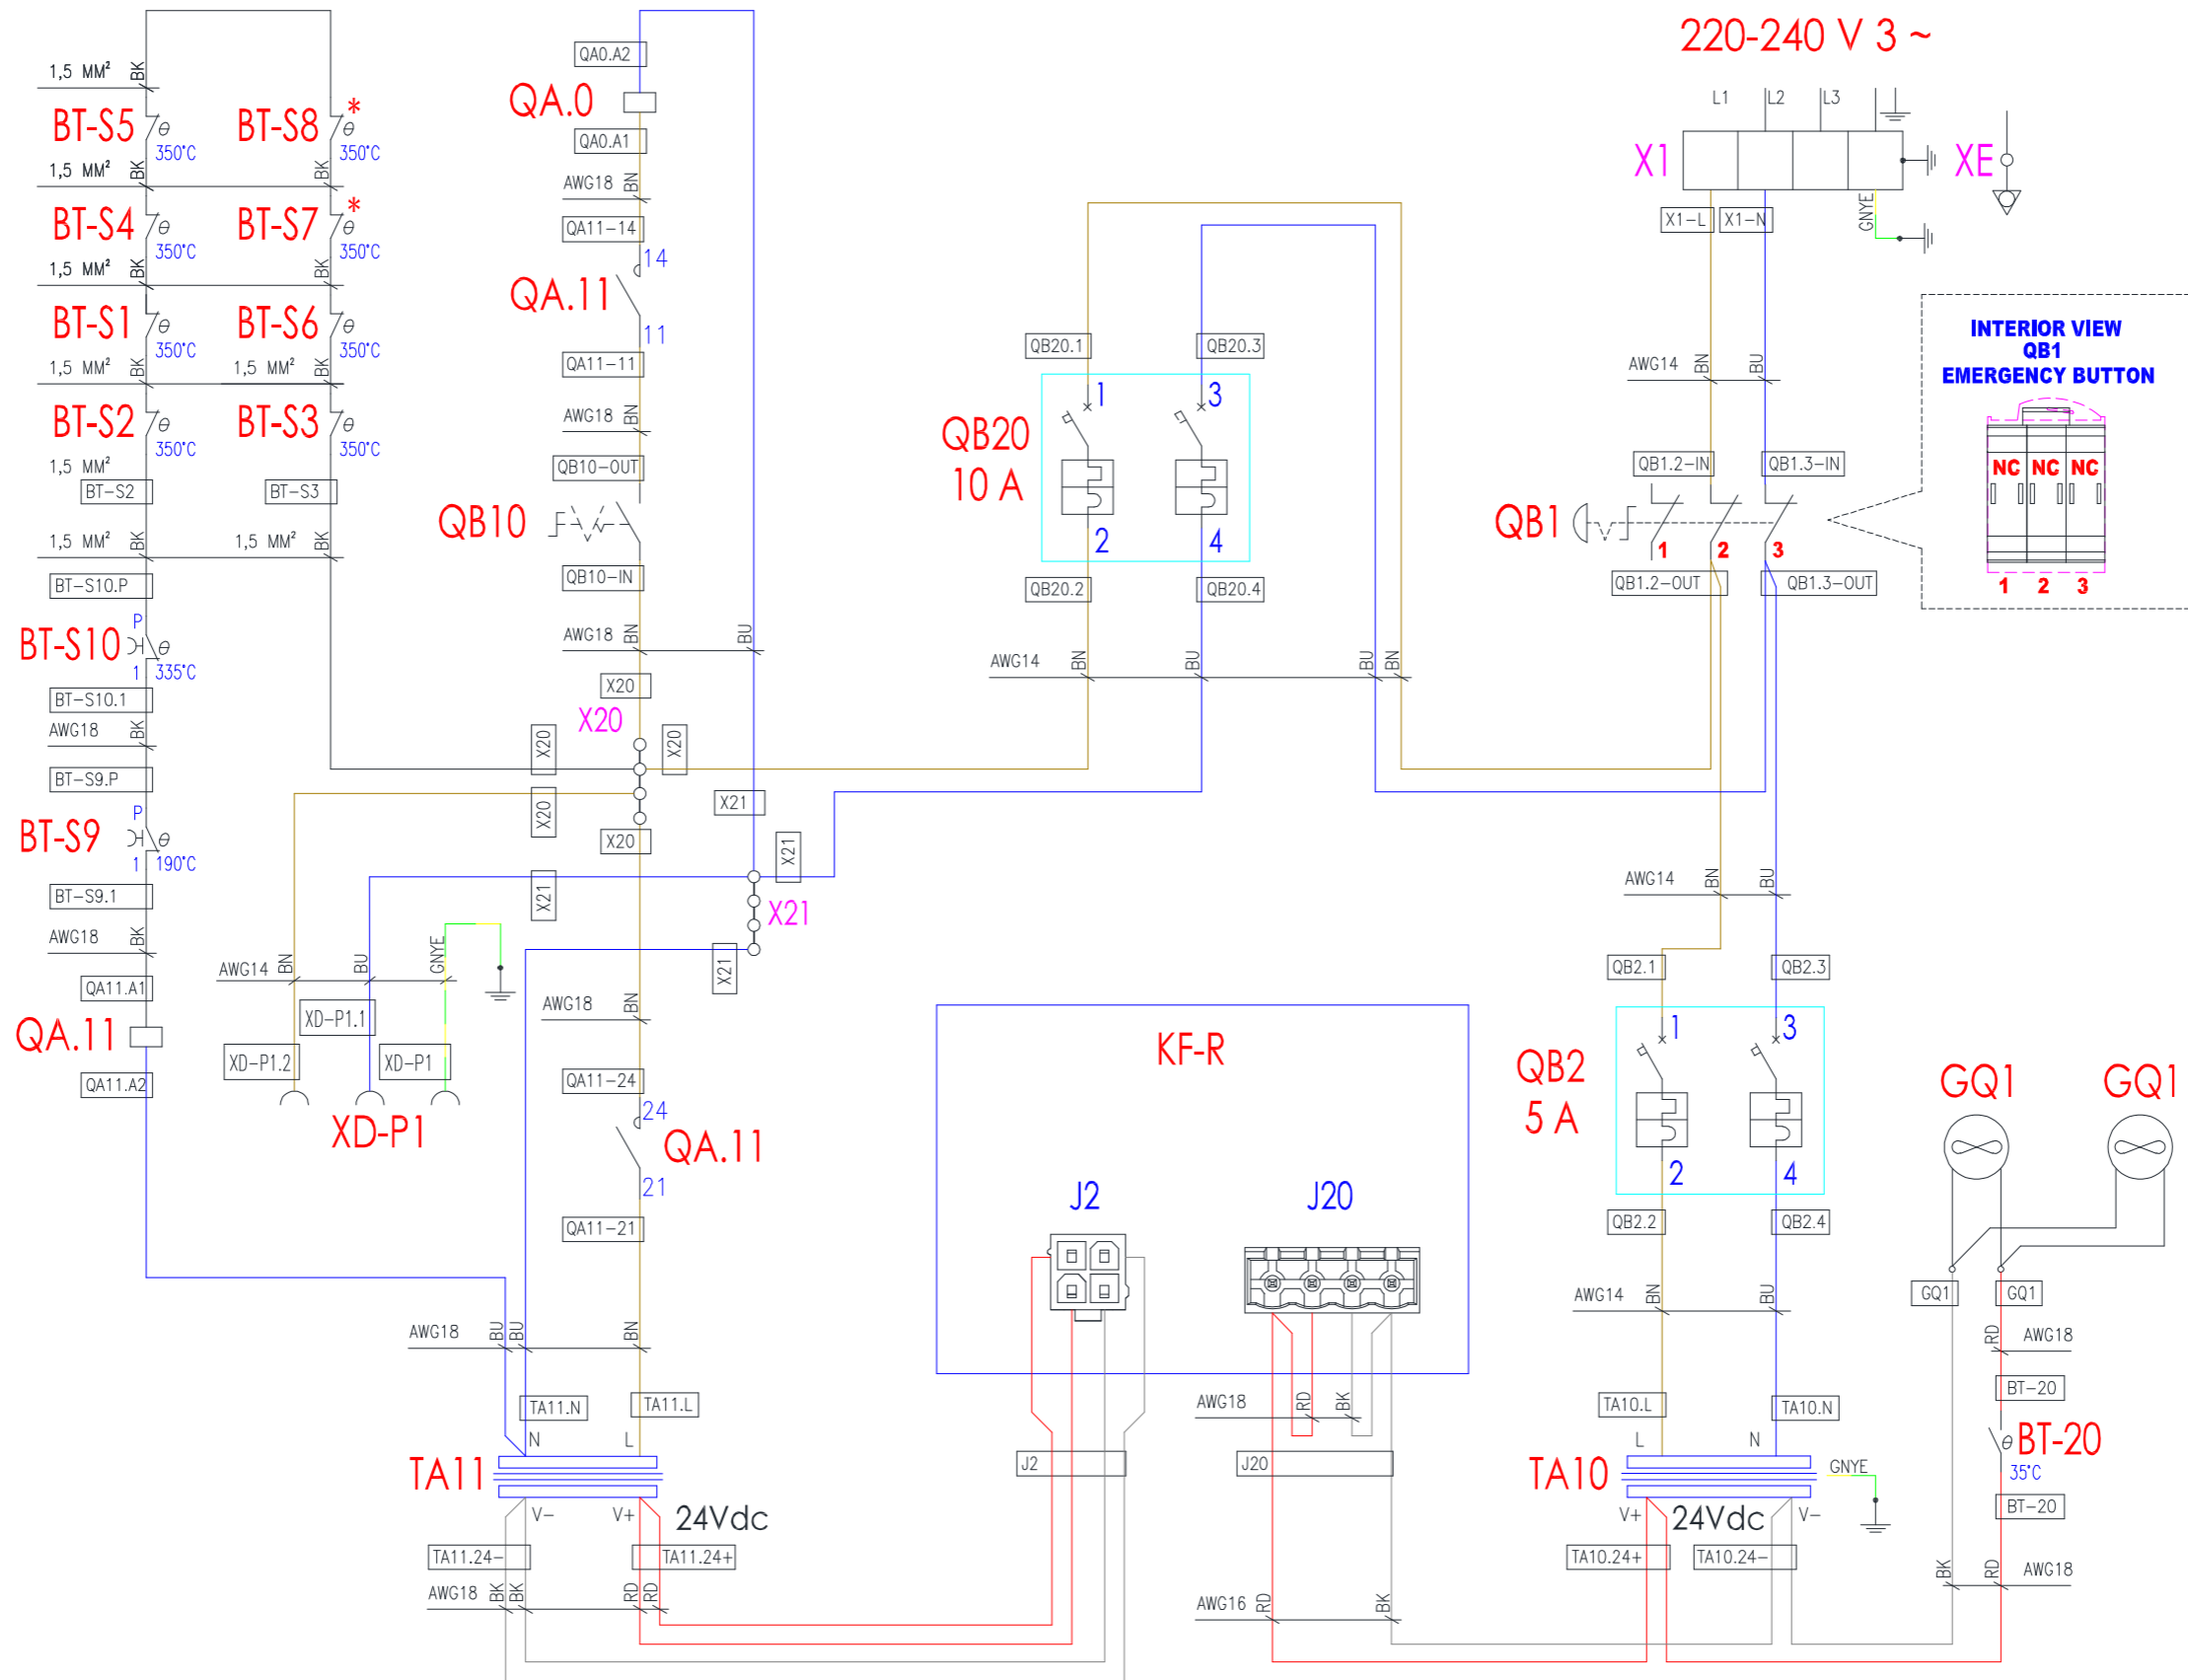 220-240 V 3 ~
L1
L2
L3
X1
XE
X1-L
X1-N
GNYE
1,5 MM² BK
BT-S5
θ
350°C
BT-S8 *
θ
350°C
1,5 MM² BK
BK
BT-S4
θ
350°C
BT-S7 *
θ
350°C
1,5 MM² BK
BK
BT-S1
θ
350°C
BT-S6
θ
350°C
1,5 MM² BK
1,5 MM² BK
BT-S2
θ
350°C
BT-S3
θ
350°C
1,5 MM²
BT-S2
BT-S3
1,5 MM² BK
1,5 MM² BK
BT-S10.P
P
BT-S10
θ
1 335°C
BT-S10.1
AWG18 BK
BT-S9.P
P
BT-S9
θ
1 190°C
BT-S9.1
AWG18 BK
QA11.A1
QA.11
QA11.A2
QA0.A2
QA.0
QA0.A1
AWG18 BN
QA11-14
14
QA.11
11
QA11-11
AWG18 BN
QB10-OUT
QB10
QB10-IN
AWG18 BN BU
X20
X20
X20
X20
X20
X20
X21
X21
X21
X21
X21
AWG14 BN BU GNYE
XD-P1.1
XD-P1.2
XD-P1
XD-P1
AWG18 BN
QA11-24
24
QA.11
21
QA11-21
AWG18 BU BU BN
TA11.N
TA11.L
N
L
TA11
V-
V+
24Vdc
TA11.24-
TA11.24+
AWG18 BK BK RD RD
QB20.1
QB20.3
1
3
QB20
10 A
2
4
QB20.2
QB20.4
AWG14 BN BU BU BN
AWG14 BN BU
QB1.2-IN
QB1.3-IN
QB1
1
2
3
QB1.2-OUT
QB1.3-OUT
INTERIOR VIEW
QB1
EMERGENCY BUTTON
NC NC NC
1 2 3
AWG14 BN BU
QB2.1
QB2.3
1
3
QB2
5 A
2
4
QB2.2
QB2.4
AWG14 BN BU
TA10.L
TA10.N
L
N
TA10
GNYE
V+
24Vdc
V-
TA10.24+
TA10.24-
KF-R
J2
J20
AWG18 RD BK
J2
J20
AWG16 RD BK
GQ1
GQ1
GQ1
GQ1
RD AWG18
BT-20
θ BT-20
35°C
BT-20
BK RD AWG18